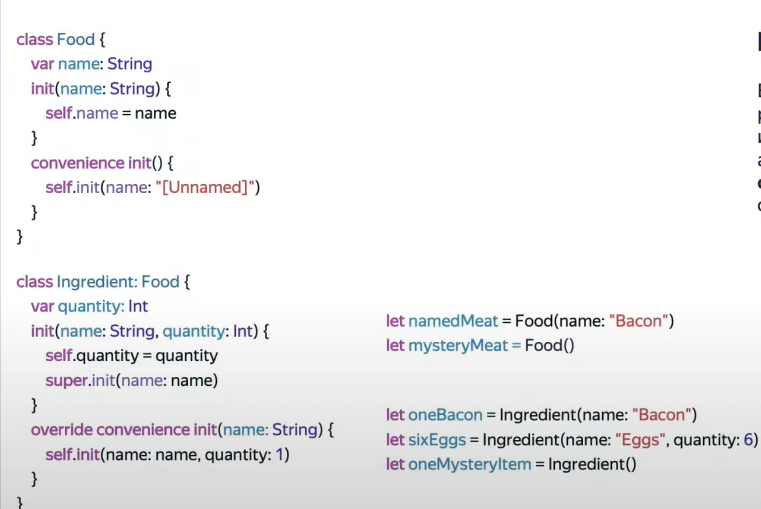 class Food {
var name: String
init(name: String) {
self.name = name
}
convenience init() {
self.init(name: "[Unnamed]")
}
}
class Ingredient: Food {
var quantity: Int
init(name: String, quantity: Int) {
self.quantity = quantity
super.init(name: name)
}
override convenience init(name: String) {
self.init(name: name, quantity: 1)
}
}
let namedMeat = Food(name: "Bacon")
let mysteryMeat = Food()
let oneBacon = Ingredient(name: "Bacon")
let sixEggs = Ingredient(name: "Eggs", quantity: 6)
let oneMysteryItem = Ingredient()